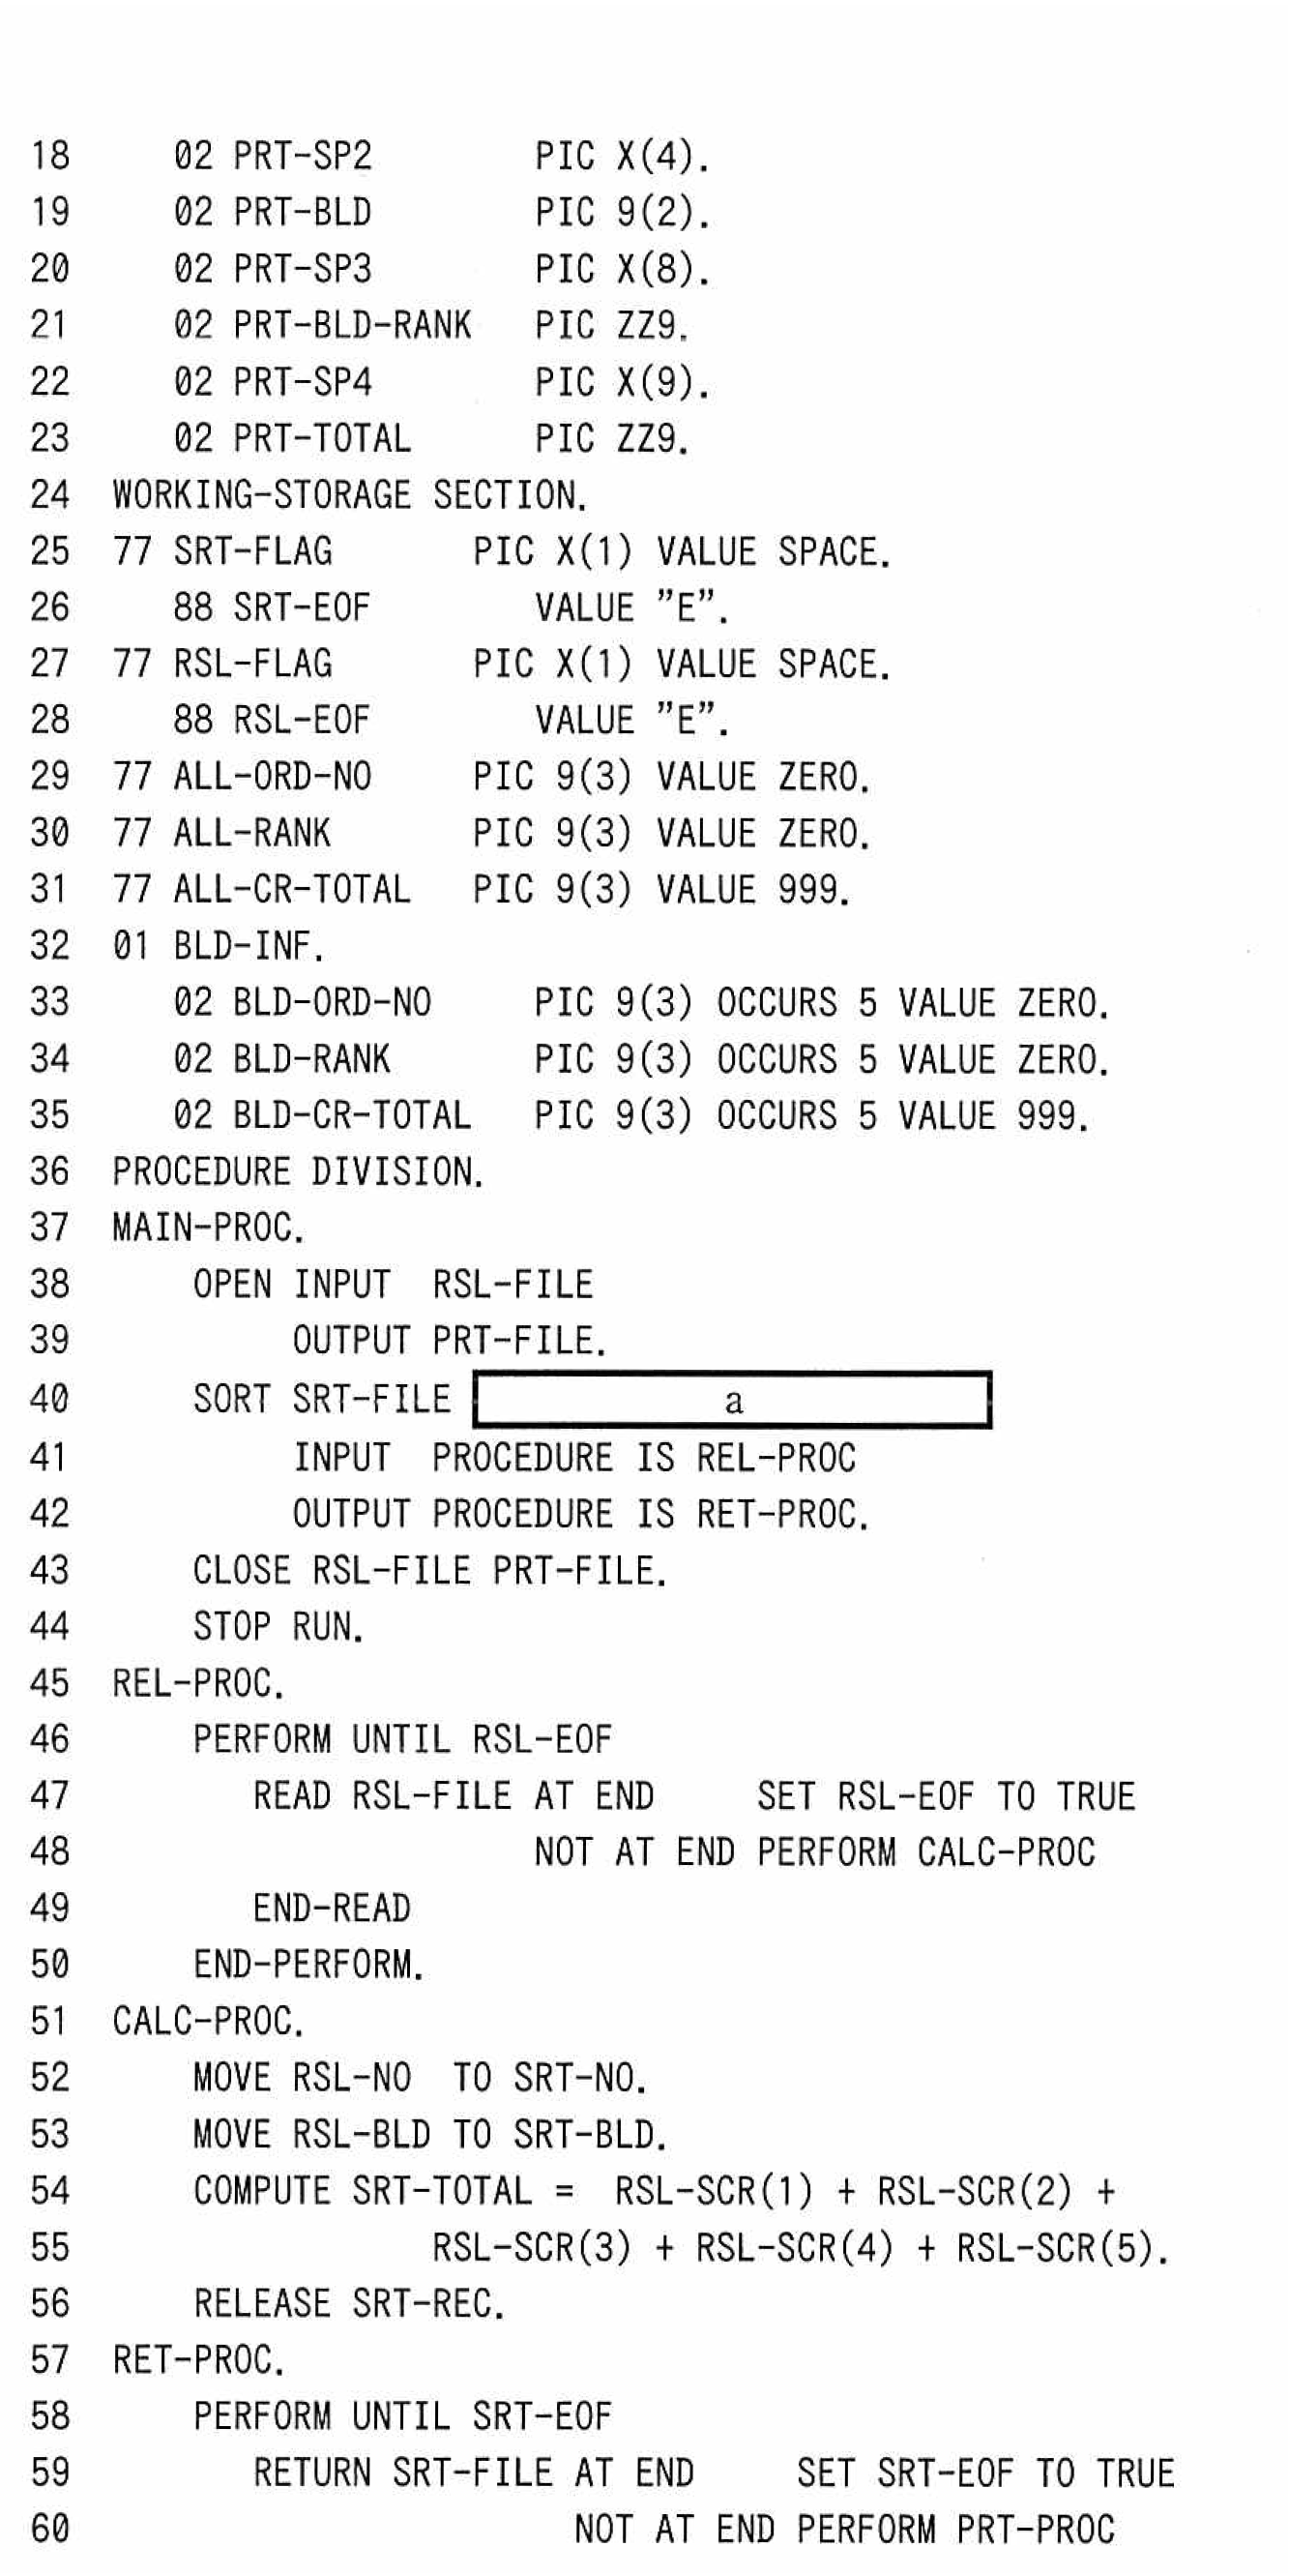 18 02 PRT-SP2 PIC X(4).
19 02 PRT-BLD PIC 9(2).
20 02 PRT-SP3 PIC X(8).
21 02 PRT-BLD-RANK PIC ZZ9.
22 02 PRT-SP4 PIC X(9).
23 02 PRT-TOTAL PIC ZZ9.
24 WORKING-STORAGE SECTION.
25 77 SRT-FLAG PIC X(1) VALUE SPACE.
26 88 SRT-EOF VALUE ”E”.
27 77 RSL-FLAG PIC X(1) VALUE SPACE.
28 88 RSL-EOF VALUE ”E”.
29 77 ALL-ORD-NO PIC 9(3) VALUE ZERO.
30 77 ALL-RANK PIC 9(3) VALUE ZERO.
31 77 ALL-CR-TOTAL PIC 9(3) VALUE 999.
32 01 BLD-INF.
33 02 BLD-ORD-NO PIC 9(3) OCCURS 5 VALUE ZERO.
34 02 BLD-RANK PIC 9(3) OCCURS 5 VALUE ZERO.
35 02 BLD-CR-TOTAL PIC 9(3) OCCURS 5 VALUE 999.
36 PROCEDURE DIVISION.
37 MAIN-PROC.
38 OPEN INPUT RSL-FILE
39 OUTPUT PRT-FILE.
40 SORT SRT-FILE a
41 INPUT PROCEDURE IS REL-PROC
42 OUTPUT PROCEDURE IS RET-PROC.
43 CLOSE RSL-FILE PRT-FILE.
44 STOP RUN.
45 REL-PROC.
46 PERFORM UNTIL RSL-EOF
47 READ RSL-FILE AT END SET RSL-EOF TO TRUE
48 NOT AT END PERFORM CALC-PROC
49 END-READ
50 END-PERFORM.
51 CALC-PROC.
52 MOVE RSL-NO TO SRT-NO.
53 MOVE RSL-BLD TO SRT-BLD.
54 COMPUTE SRT-TOTAL = RSL-SCR(1) + RSL-SCR(2) +
55 RSL-SCR(3) + RSL-SCR(4) + RSL-SCR(5).
56 RELEASE SRT-REC.
57 RET-PROC.
58 PERFORM UNTIL SRT-EOF
59 RETURN SRT-FILE AT END SET SRT-EOF TO TRUE
60 NOT AT END PERFORM PRT-PROC